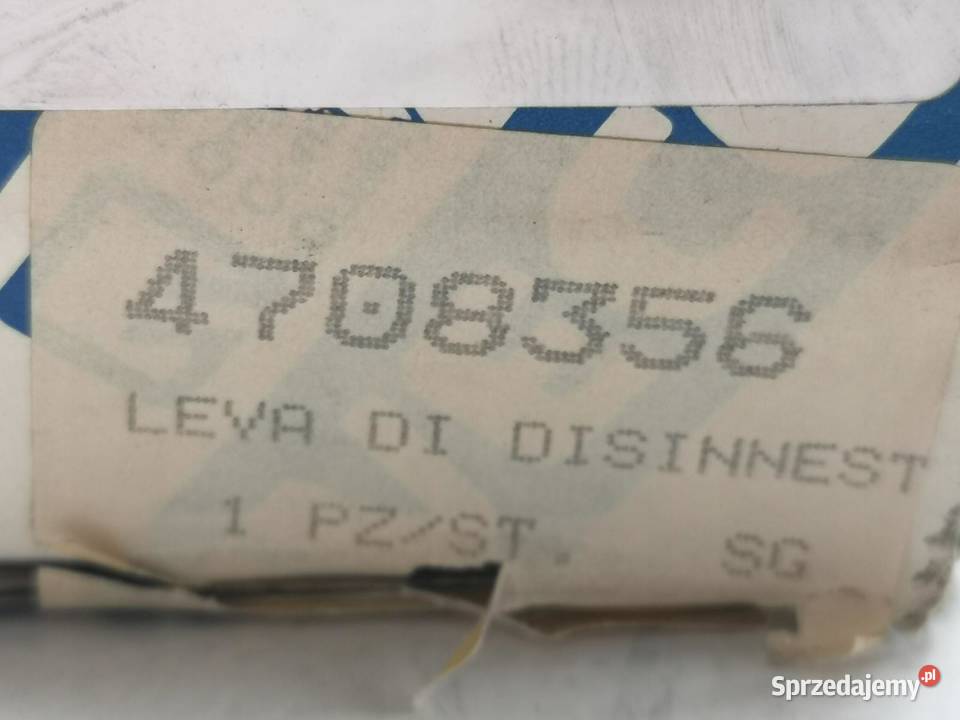 4708356
LEVA DI DISINNEST
1 PZ/ST. SG
Sprzedajemy.pl